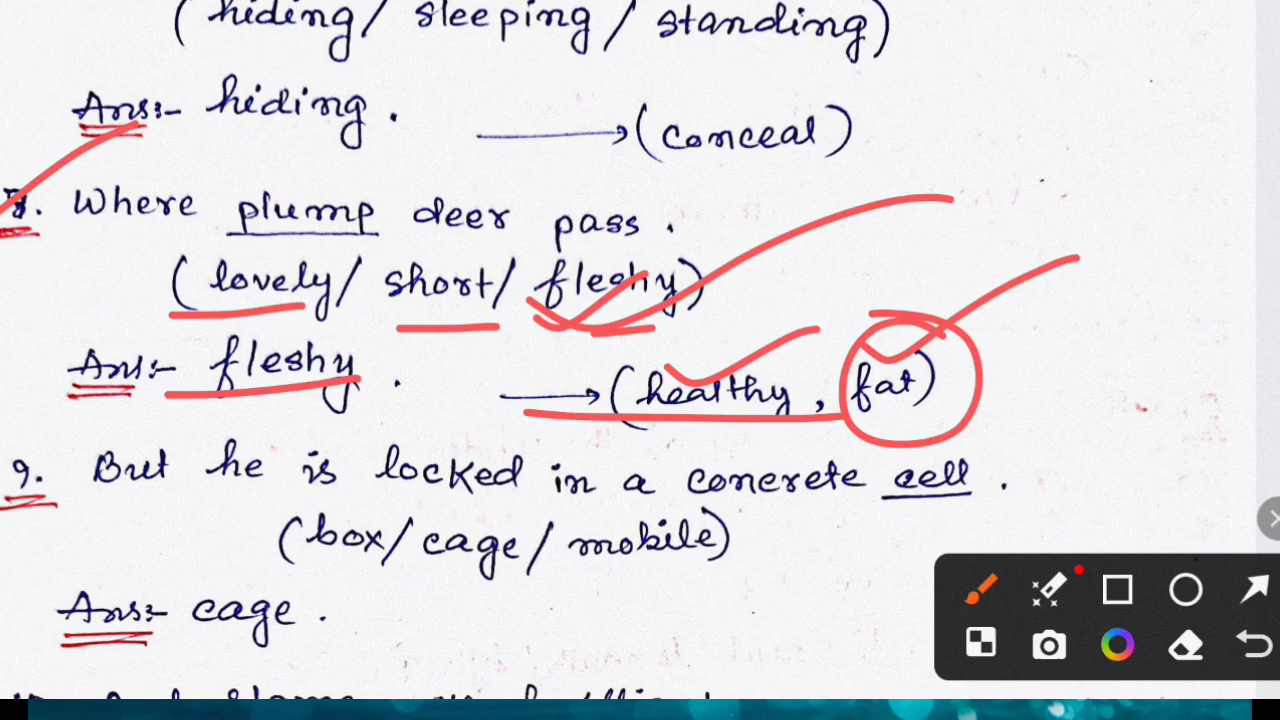 (hiding/ sleeping / standing)
Ans:- hiding. → (conceal)
8. Where plump deer pass.
(lovely/ short/ fleshy)
Ans:- fleshy. → (healthy, fat)
9. But he is locked in a concrete cell.
(box/ cage/ mobile)
Ans:- cage.